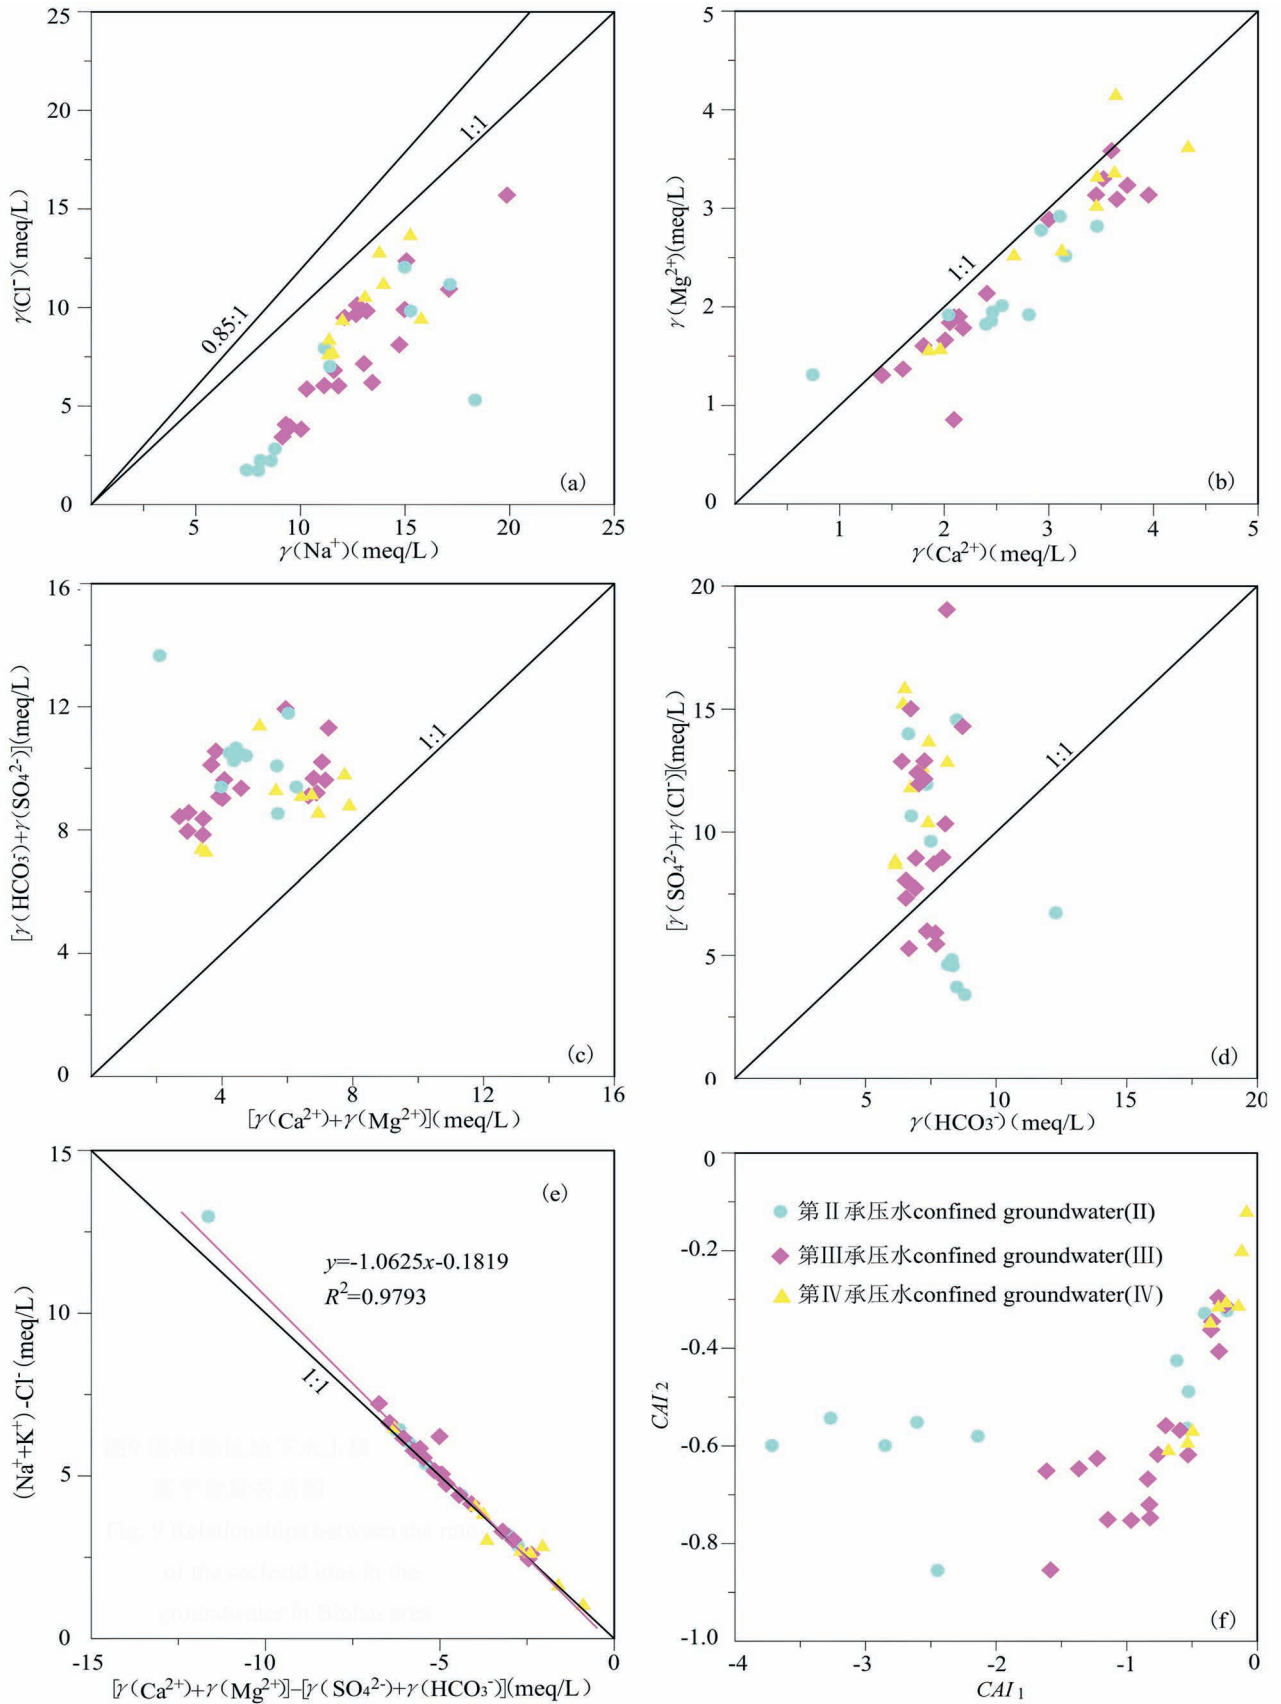 25
20
15
10
5
0
5
10
15
20
25
γ(Cl⁻)(meq/L)
γ(Na⁺)(meq/L)
0.85:1
1:1
(a)
5
4
3
2
1
0
1
2
3
4
5
γ(Mg²⁺)(meq/L)
γ(Ca²⁺)(meq/L)
1:1
(b)
16
12
8
4
0
4
8
12
16
[γ(HCO₃⁻)+γ(SO₄²⁻)](meq/L)
[γ(Ca²⁺)+γ(Mg²⁺)](meq/L)
1:1
(c)
20
15
10
5
0
5
10
15
20
[γ(SO₄²⁻)+γ(Cl⁻)](meq/L)
γ(HCO₃⁻)(meq/L)
1:1
(d)
15
10
5
0
-15
-10
-5
0
(Na⁺+K⁺)-Cl⁻(meq/L)
[γ(Ca²⁺)+γ(Mg²⁺)]-[γ(SO₄²⁻)+γ(HCO₃⁻)](meq/L)
1:1
(e)
y=-1.0625x-0.1819
R²=0.9793
0
-0.2
-0.4
-0.6
-0.8
-1.0
-4
-3
-2
-1
0
CAI₂
CAI₁
第Ⅱ承压水confined groundwater(II)
第Ⅲ承压水confined groundwater(Ⅲ)
第Ⅳ承压水confined groundwater(Ⅳ)
(f)